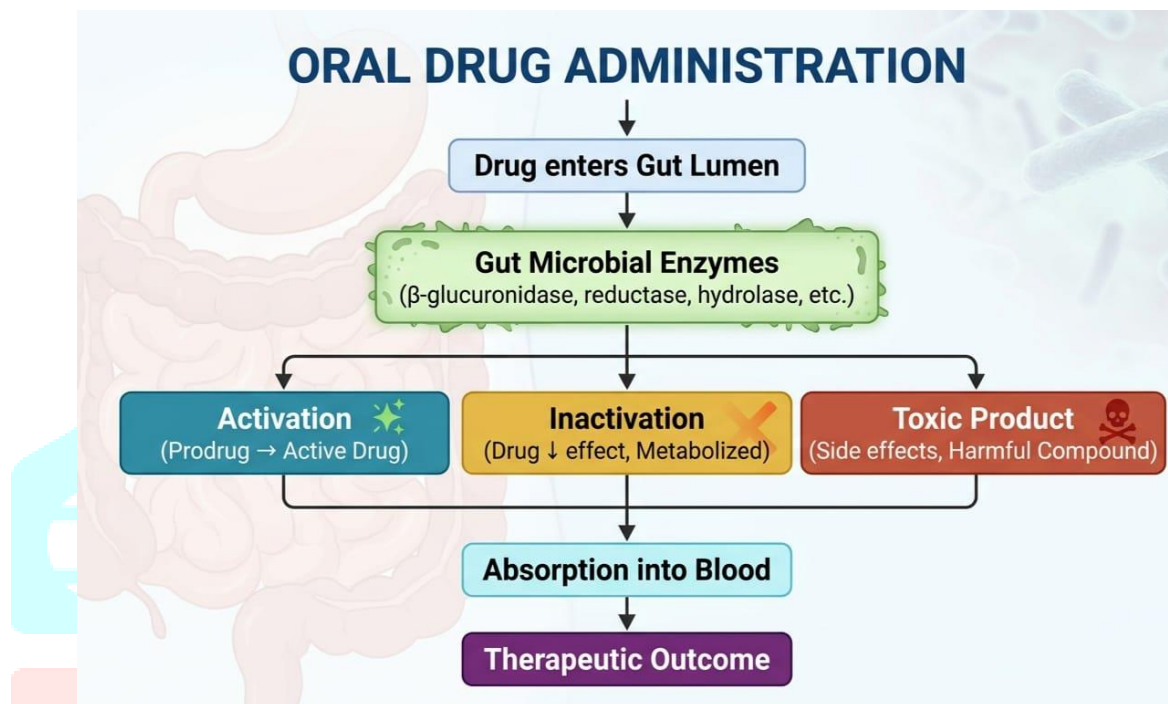 ORAL DRUG ADMINISTRATION
Drug enters Gut Lumen
Gut Microbial Enzymes
(β-glucuronidase, reductase, hydrolase, etc.)
Activation
(Prodrug → Active Drug)
Inactivation
(Drug ↓ effect, Metabolized)
Toxic Product
(Side effects, Harmful Compound)
Absorption into Blood
Therapeutic Outcome